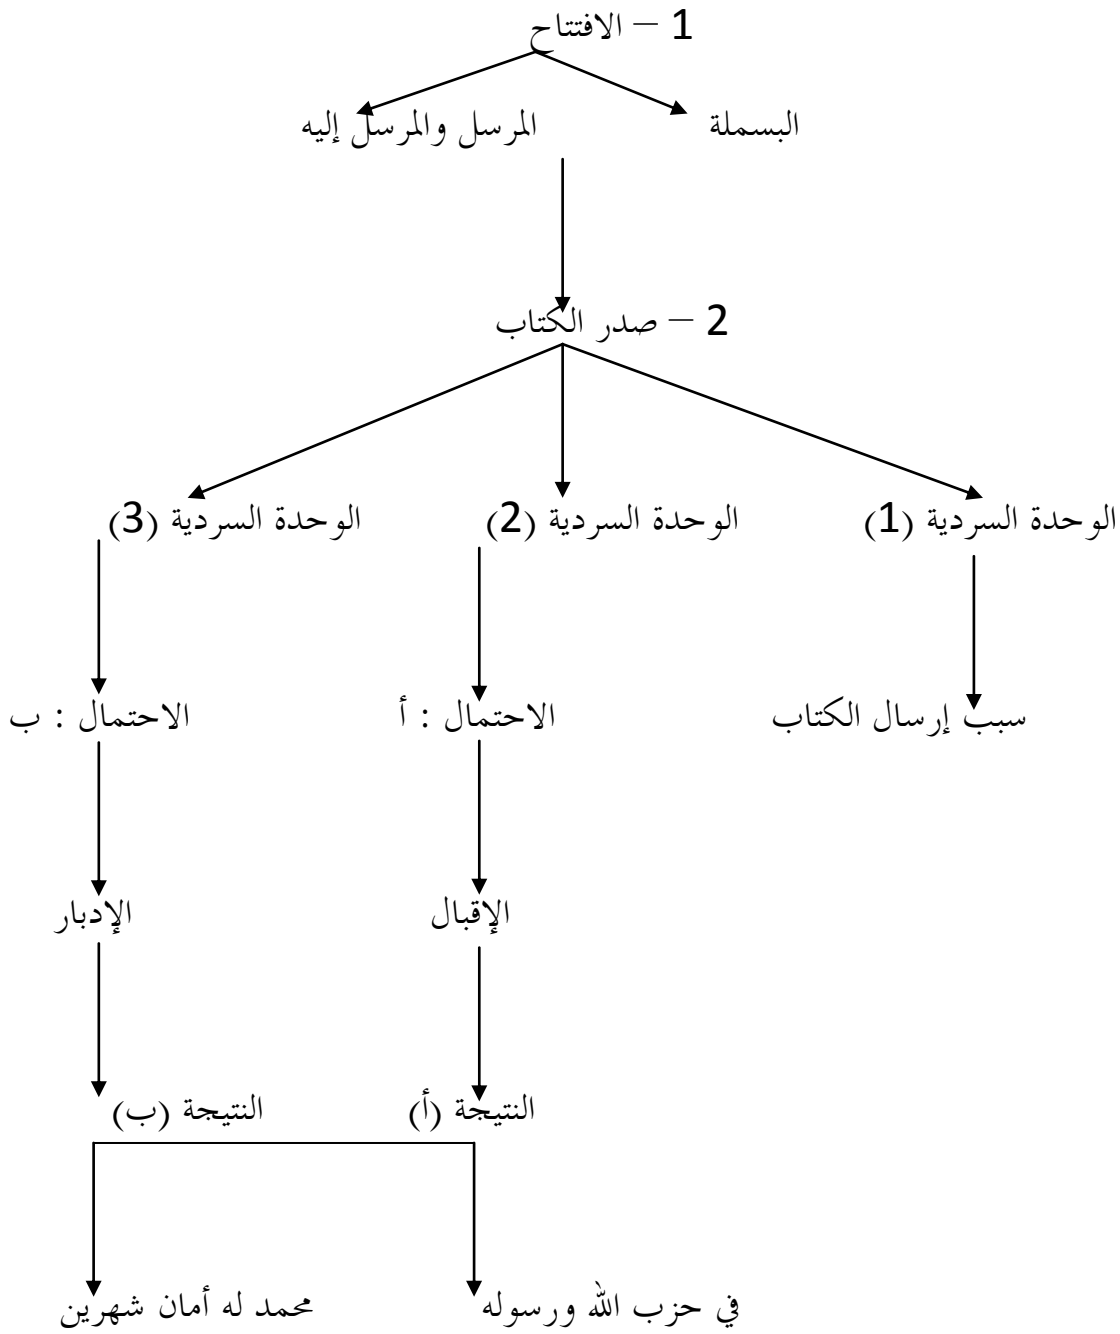 1 – الافتتاح
البسملة
المرسل والمرسل إليه
2 – صدر الكتاب
الوحدة السردية (1)
الوحدة السردية (2)
الوحدة السردية (3)
سبب إرسال الكتاب
الاحتمال : أ
الاحتمال : ب
الإقبال
الإدبار
النتيجة (أ)
النتيجة (ب)
في حزب الله ورسوله
محمد له أمان شهرين